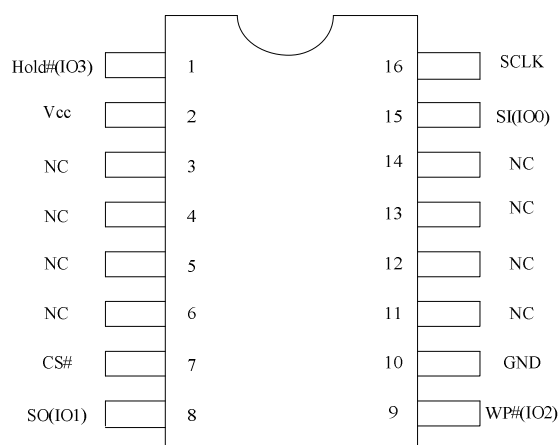 Hold#(IO3) 1 16 SCLK
Vcc 2 15 SI(IO0)
NC 3 14 NC
NC 4 13 NC
NC 5 12 NC
NC 6 11 NC
CS# 7 10 GND
SO(IO1) 8 9 WP#(IO2)